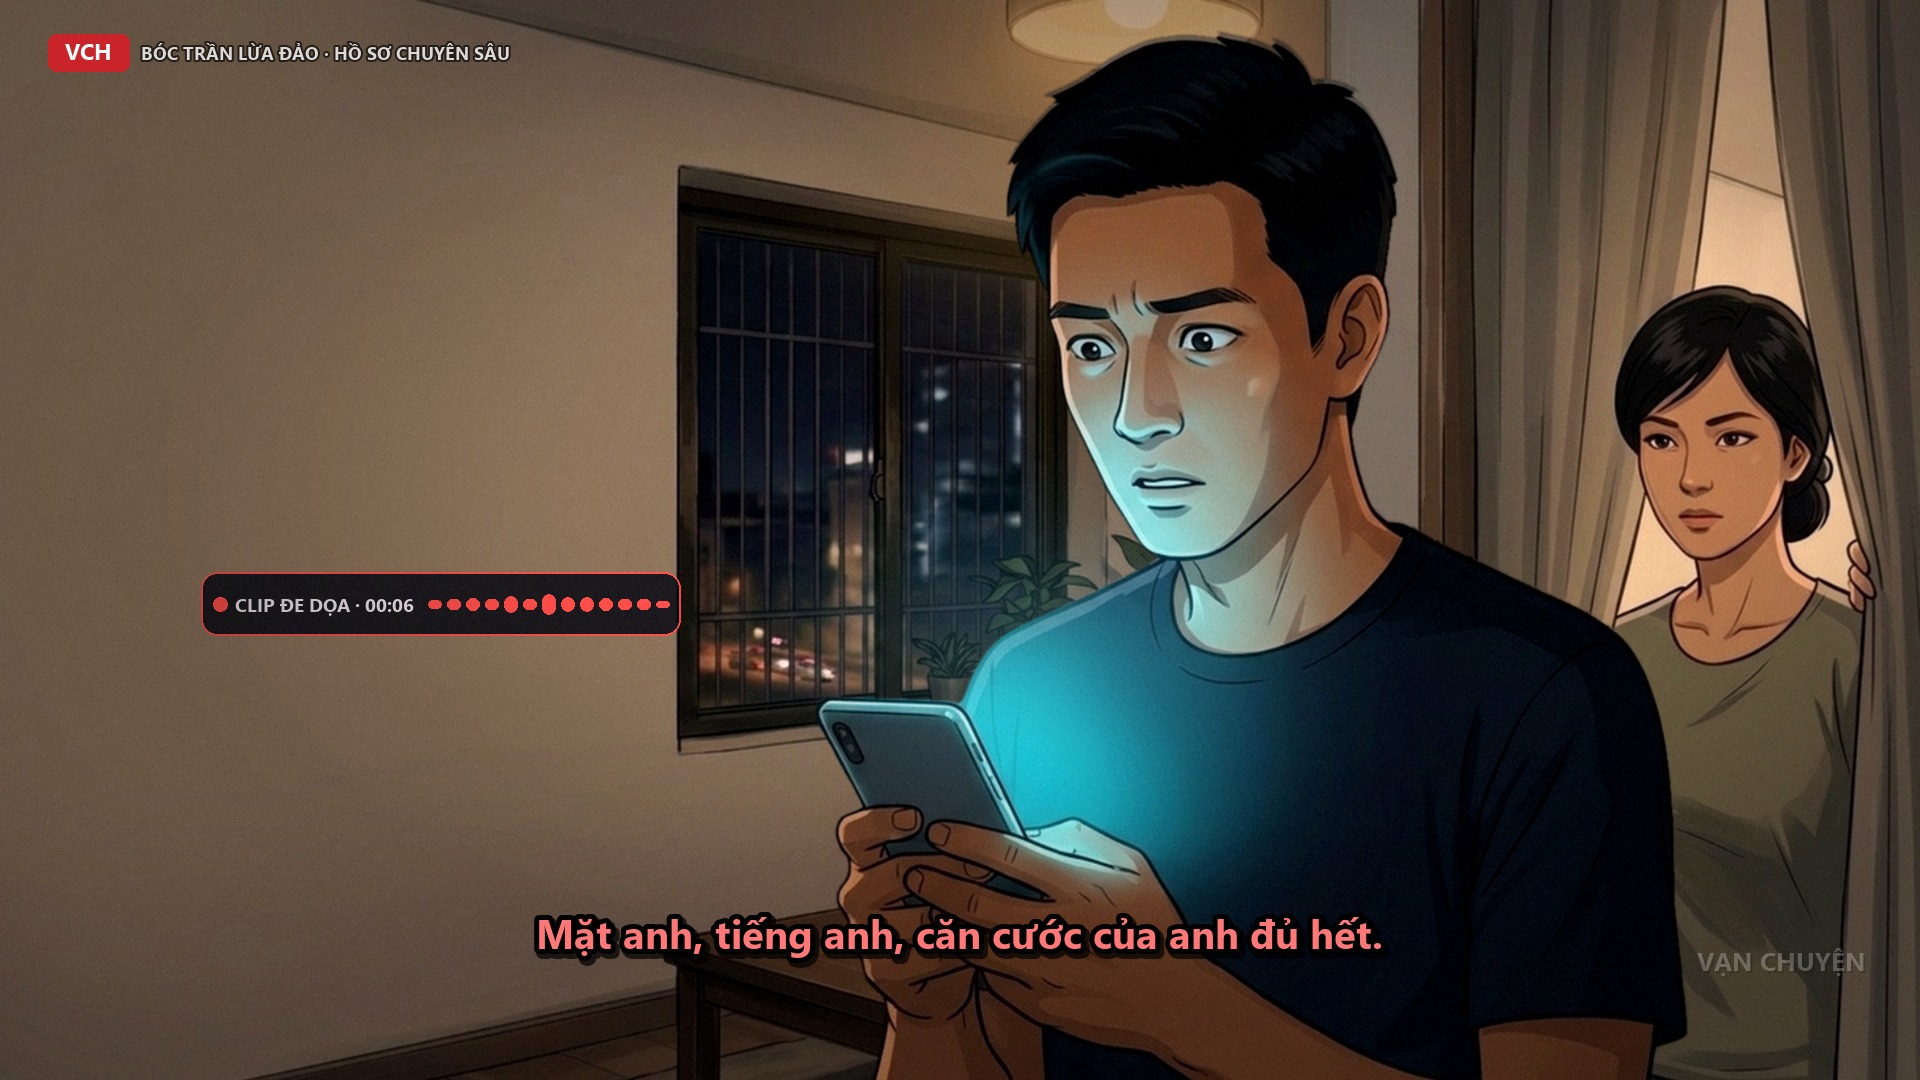 VCH
BÓC TRẦN LỪA ĐẢO · HỒ SƠ CHUYÊN SÂU
CLIP ĐE DỌA · 00:06
Mặt anh, tiếng anh, căn cước của anh đủ hết.
VẠN CHUYỆN